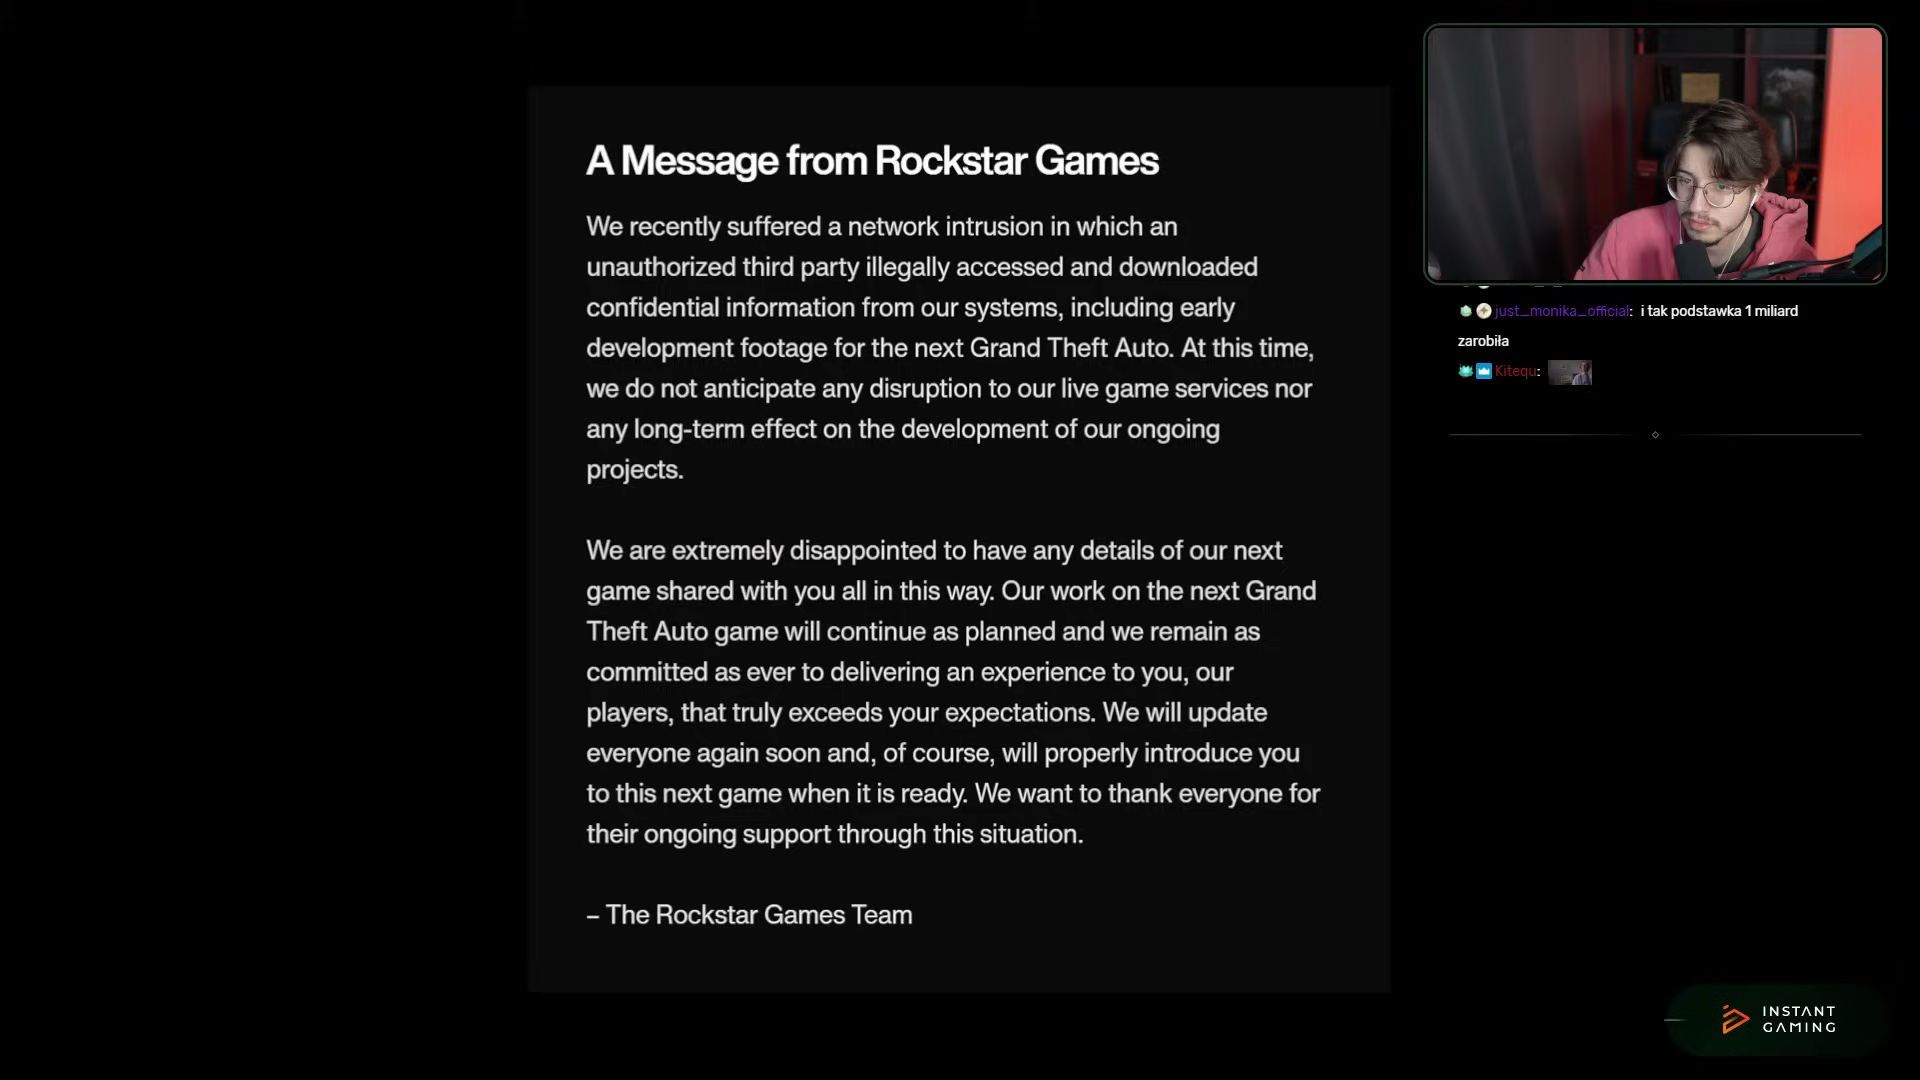 A Message from Rockstar Games
We recently suffered a network intrusion in which an
unauthorized third party illegally accessed and downloaded
confidential information from our systems, including early
development footage for the next Grand Theft Auto. At this time,
we do not anticipate any disruption to our live game services nor
any long-term effect on the development of our ongoing
projects.
We are extremely disappointed to have any details of our next
game shared with you all in this way. Our work on the next Grand
Theft Auto game will continue as planned and we remain as
committed as ever to delivering an experience to you, our
players, that truly exceeds your expectations. We will update
everyone again soon and, of course, will properly introduce you
to this next game when it is ready. We want to thank everyone for
their ongoing support through this situation.
– The Rockstar Games Team
just_monika_official: i tak podstawka 1 miliard
zarobiła
Kitequ:
INSTANT
GAMING